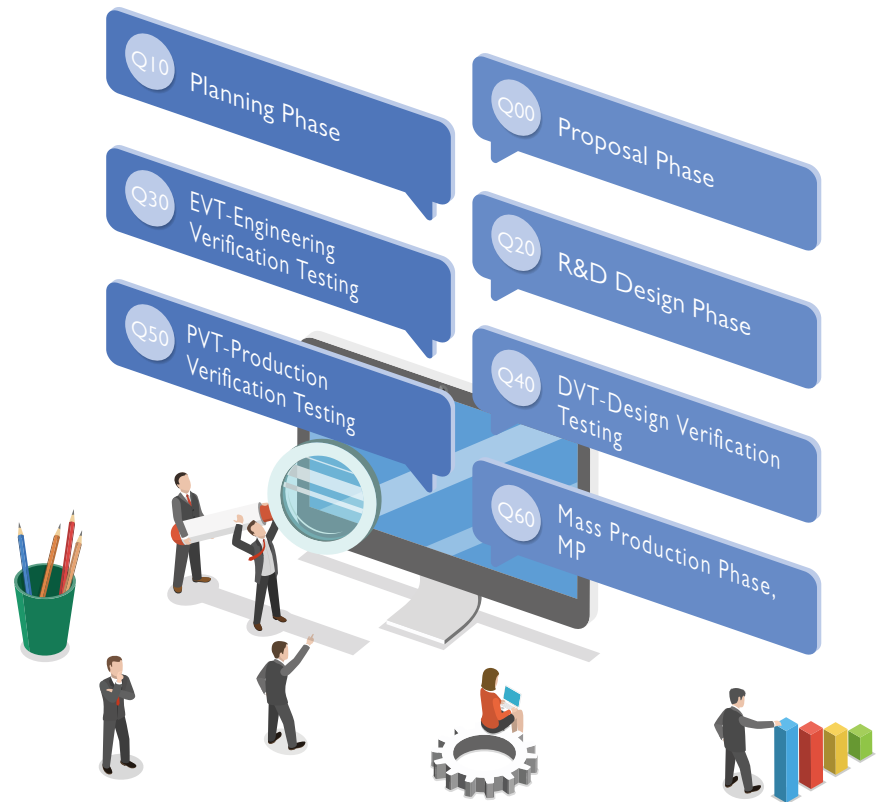 Q00
Proposal Phase
Q10
Planning Phase
Q20
R&D Design Phase
Q30
EVT-Engineering
Verification Testing
Q40
DVT-Design Verification
Testing
Q50
PVT-Production
Verification Testing
Q60
Mass Production Phase,
MP